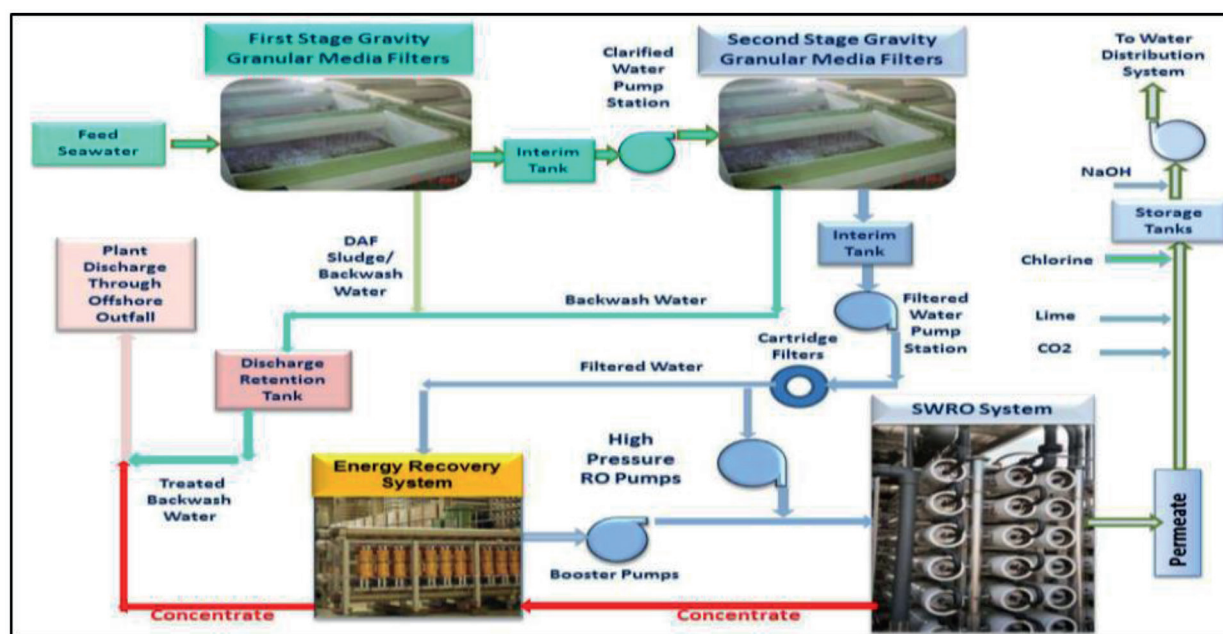 First Stage Gravity
Granular Media Filters
Clarified
Water
Pump
Station
Second Stage Gravity
Granular Media Filters
To Water
Distribution
System
Feed
Seawater
Interim
Tank
NaOH
Storage
Tanks
Plant
Discharge
Through
Offshore
Outfall
DAF
Sludge/
Backwash
Water
Interim
Tank
Chlorine
Backwash Water
Filtered
Water
Pump
Station
Lime
CO2
Cartridge
Filters
Discharge
Retention
Tank
Filtered Water
SWRO System
High
Pressure
RO Pumps
Energy Recovery
System
Treated
Backwash
Water
Booster Pumps
Permeate
Concentrate
Concentrate